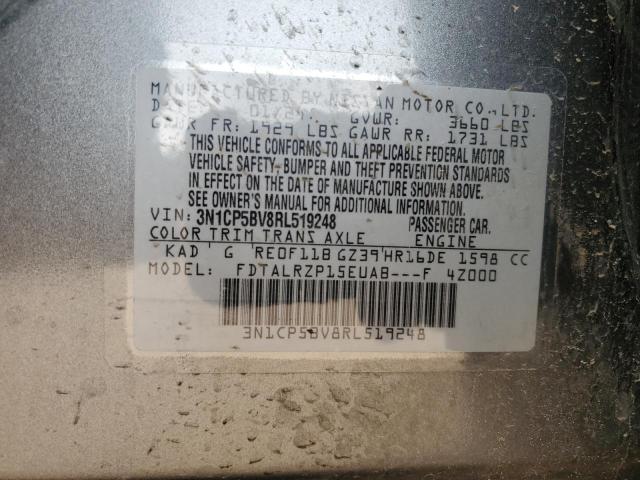 MANUFACTURED BY NISSAN MOTOR CO., LTD.
DATE: 01/24 GVWR: 3660 LBS
GAWR FR: 1929 LBS GAWR RR: 1731 LBS
THIS VEHICLE CONFORMS TO ALL APPLICABLE FEDERAL MOTOR
VEHICLE SAFETY, BUMPER AND THEFT PREVENTION STANDARDS
IN EFFECT ON THE DATE OF MANUFACTURE SHOWN ABOVE.
SEE OWNER'S MANUAL FOR ADDITIONAL INFORMATION.
VIN: 3N1CP5BV8RL519248 PASSENGER CAR.
COLOR TRIM TRANS AXLE ENGINE
KAD G RE0F11B GZ39 HR16DE 1598 CC
MODEL: FDTALRZP15EUAB---F 4Z000
3N1CP5BV8RL519248